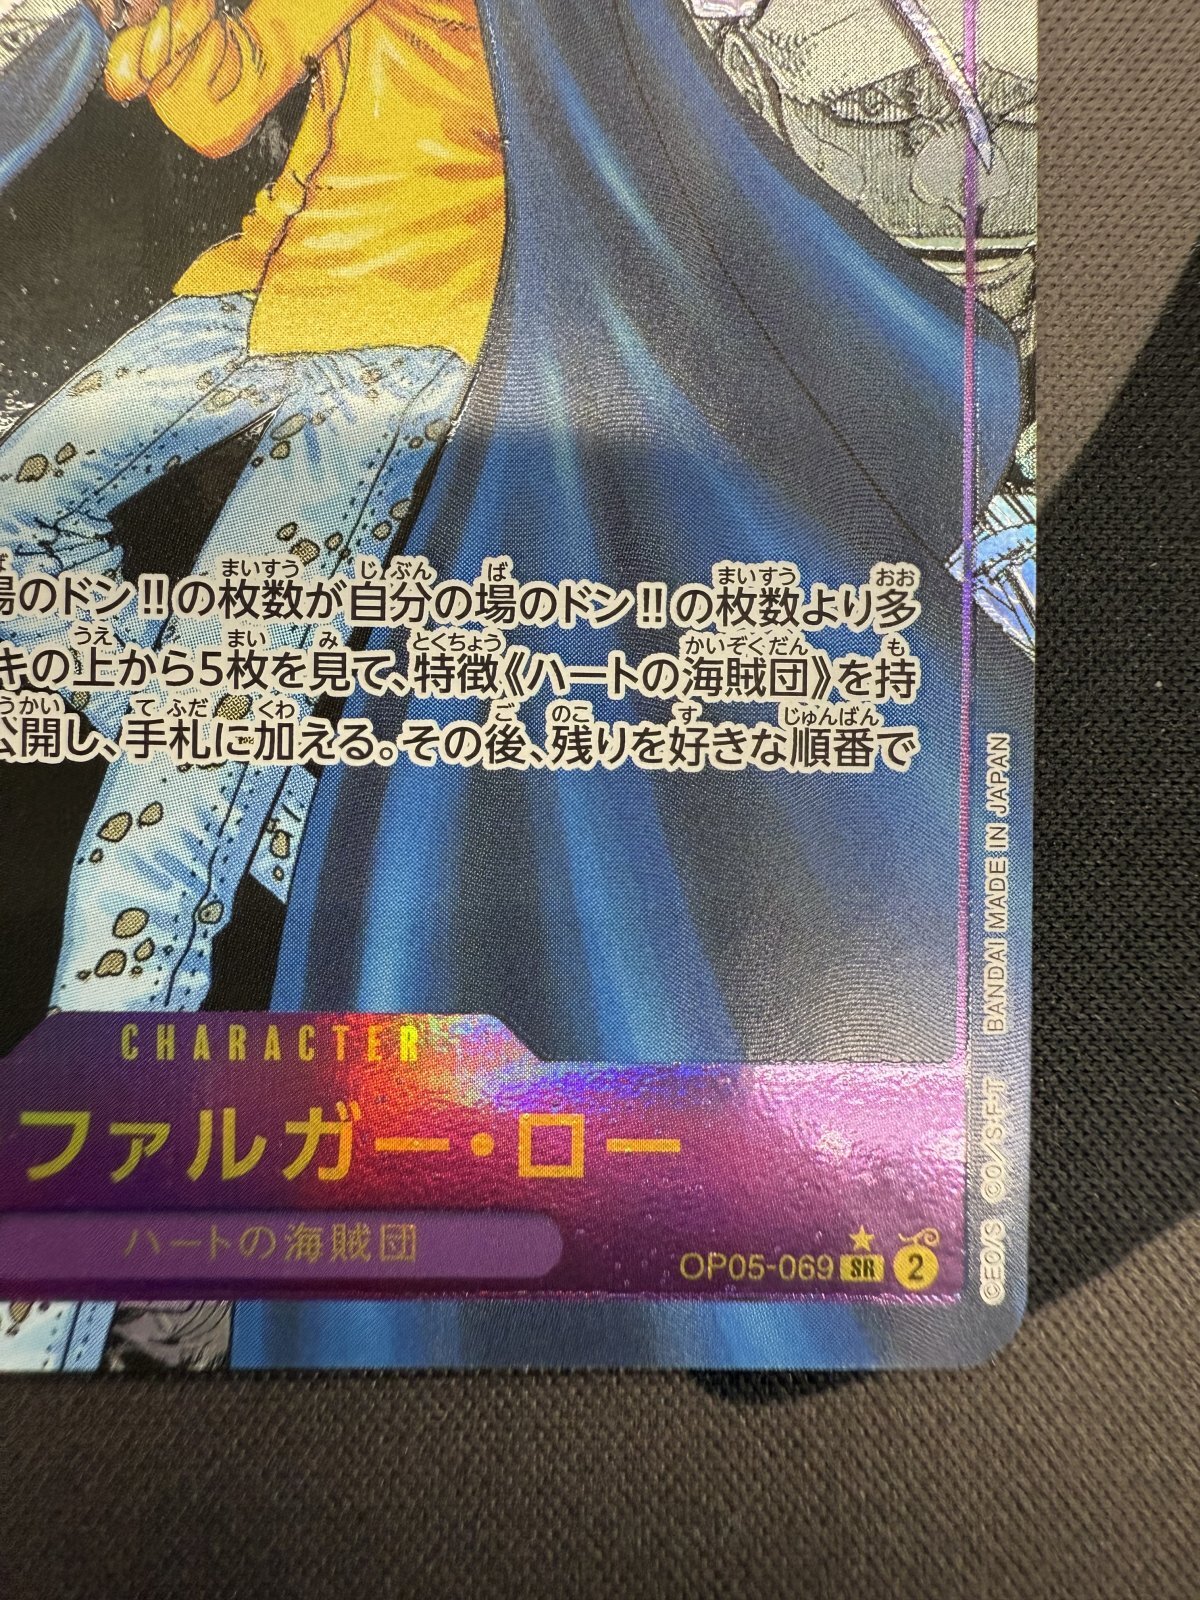 場のドン!!の枚数が自分の場のドン!!の枚数より多
キの上から5枚を見て、特徴《ハートの海賊団》を持
公開し、手札に加える。その後、残りを好きな順番で
BANDAI MADE IN JAPAN
©E.O/S. ©O/S.F-T
CHARACTER
ファルガー・ロー
ハートの海賊団
OP05-069 SR 2